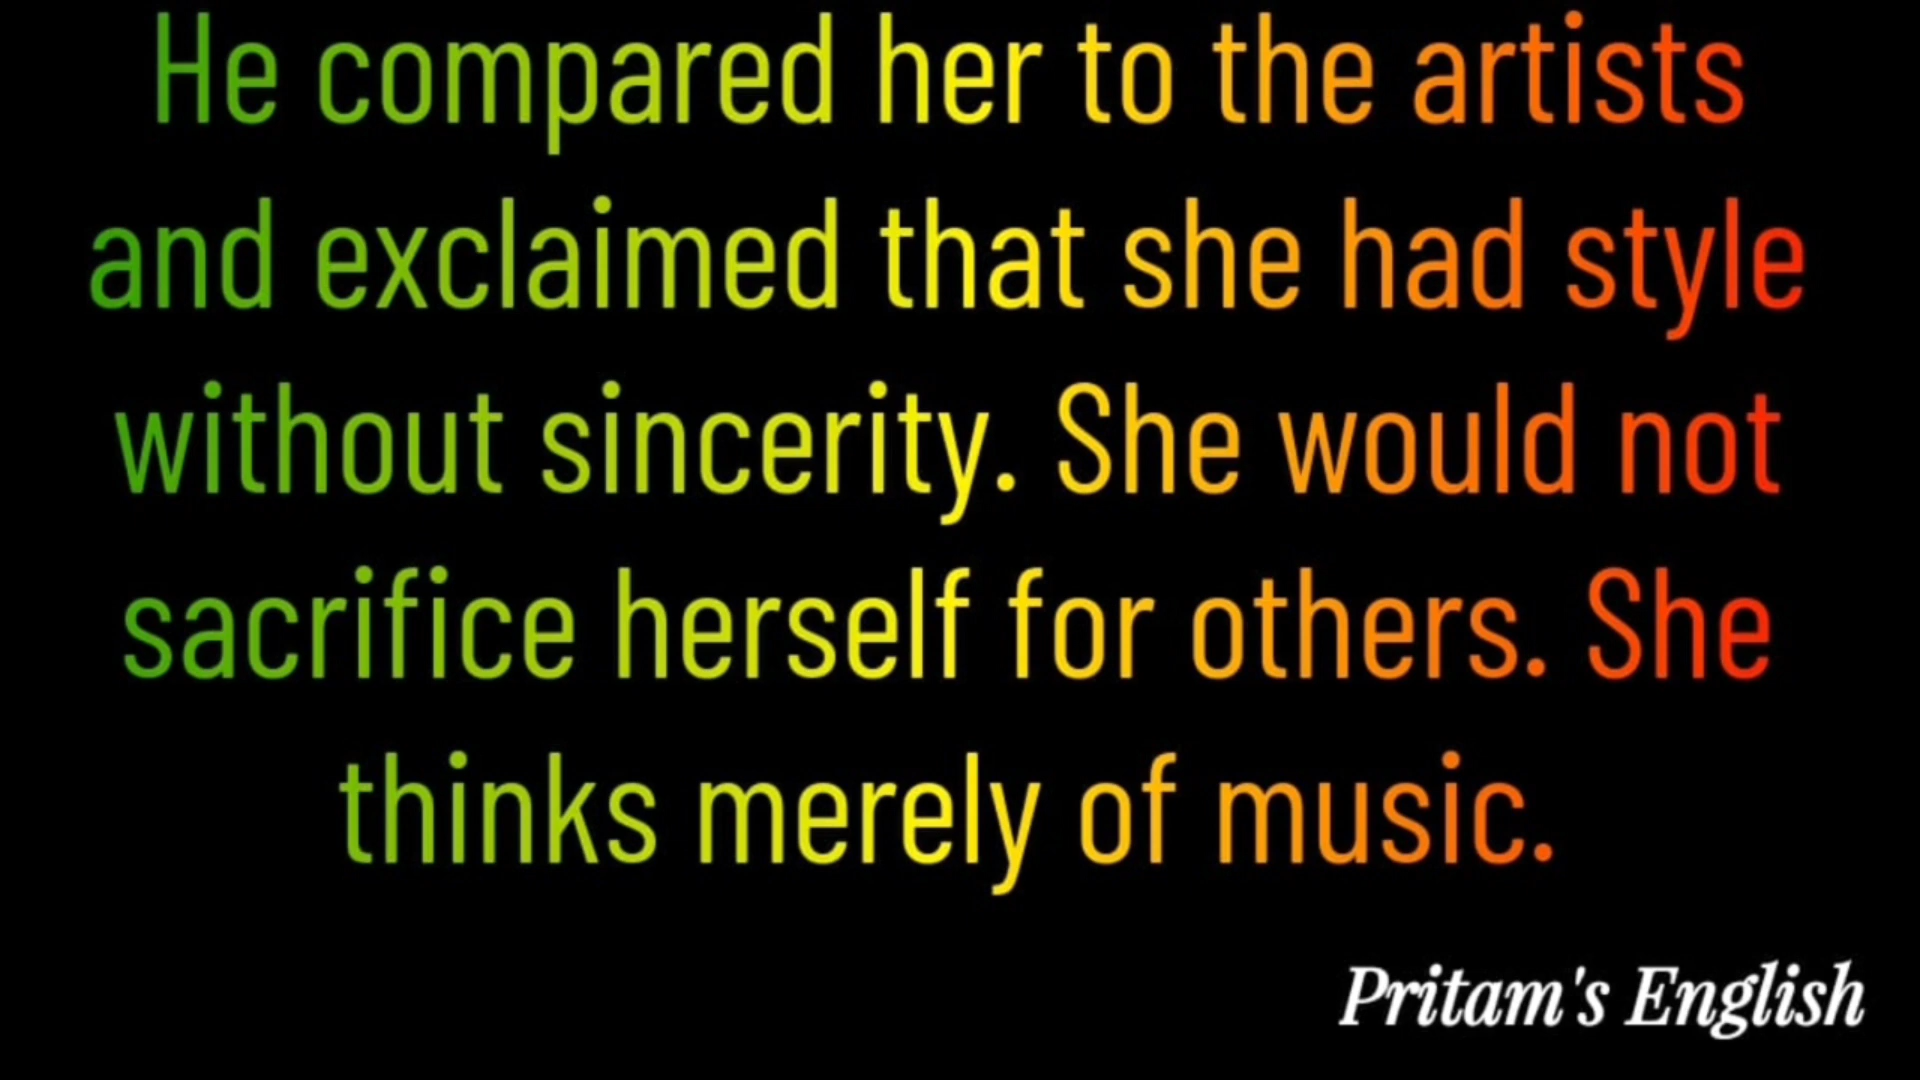 He compared her to the artists
and exclaimed that she had style
without sincerity. She would not
sacrifice herself for others. She
thinks merely of music.
Pritam's English